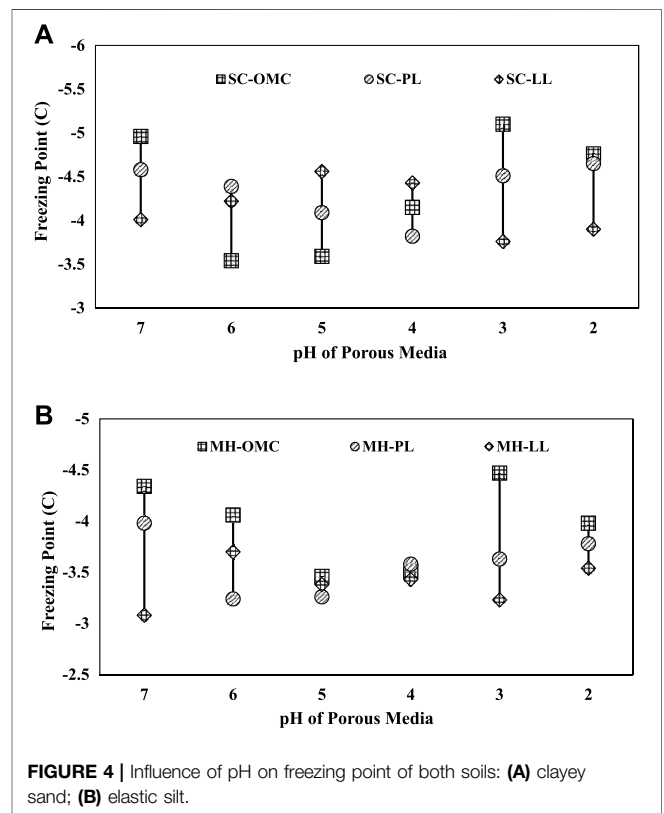 A
-6
-5.5
-5
-4.5
-4
-3.5
-3
Freezing Point (C)
SC-OMC SC-PL SC-LL
7 6 5 4 3 2
pH of Porous Media
B
-5
-4.5
-4
-3.5
-3
-2.5
Freezing Point (C)
MH-OMC MH-PL MH-LL
7 6 5 4 3 2
pH of Porous Media
FIGURE 4 | Influence of pH on freezing point of both soils: (A) clayey
sand; (B) elastic silt.